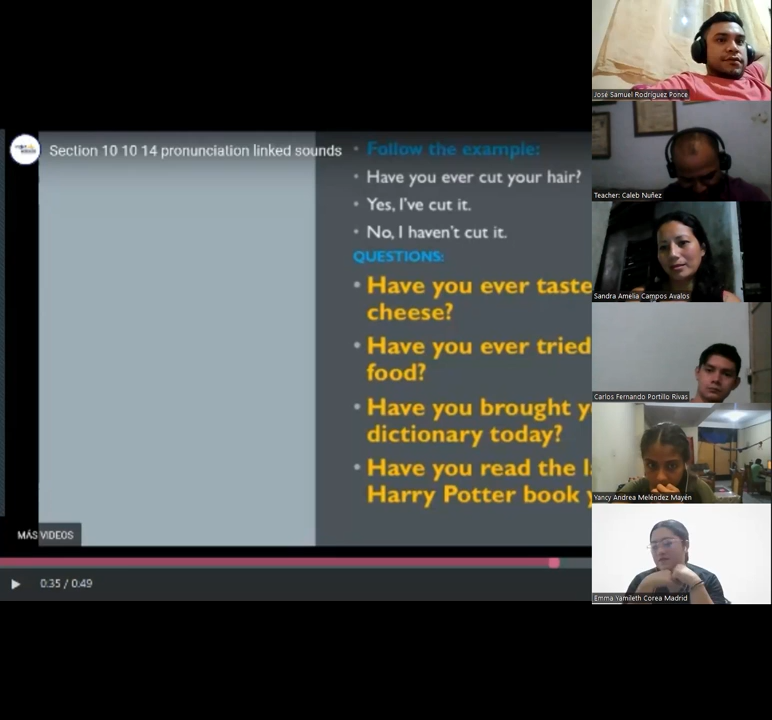 Section 10 10 14 pronunciation linked sounds
Follow the example:
Have you ever cut your hair?
Yes, I've cut it.
No, I haven't cut it.
QUESTIONS:
Have you ever taste
cheese?
Have you ever tried
food?
Have you brought
dictionary today?
Have you read the
Harry Potter book
MÁS VIDEOS
0:35 / 0:49
José Samuel Rodriguez Ponce
Teacher: Caleb Nuñez
Sandra Amelia Campos Avalos
Carlos Fernando Portillo Rivas
Yancy Andrea Meléndez Mayén
Emma Yamileth Corea Madrid